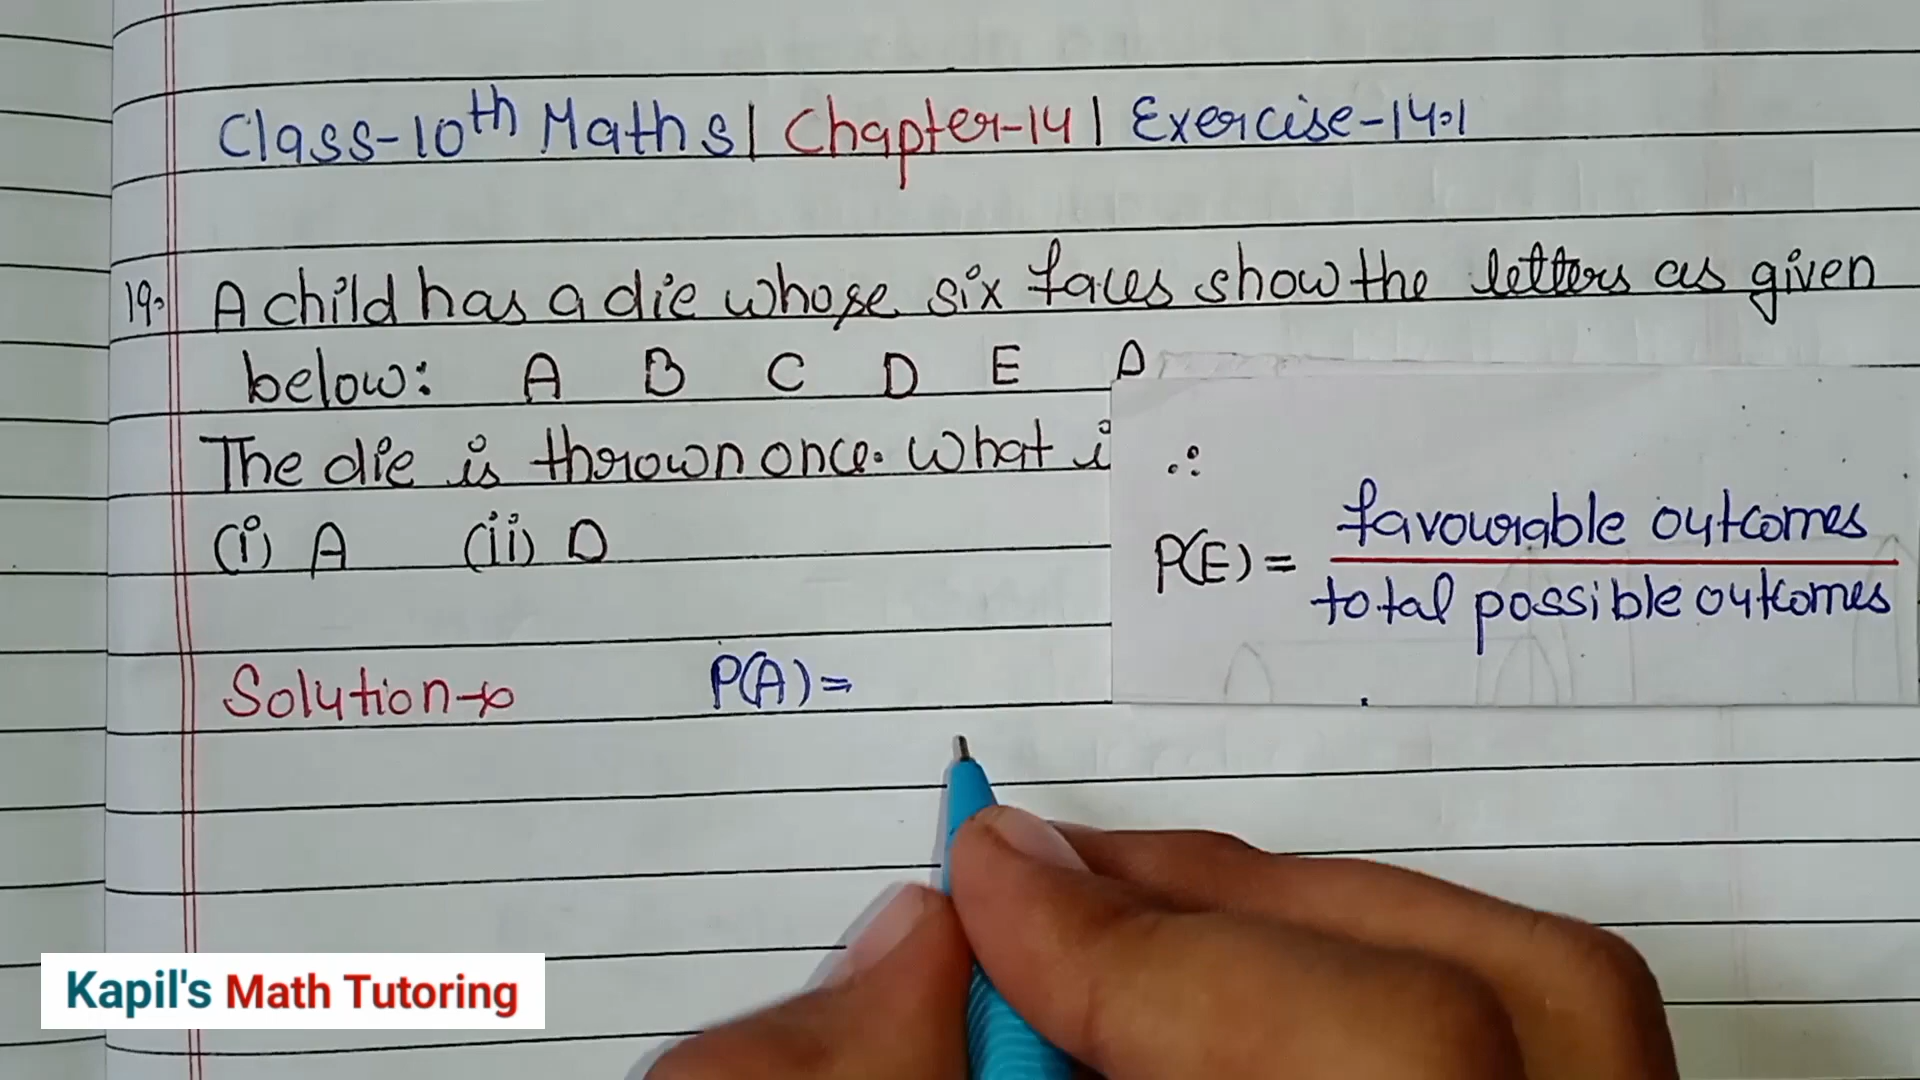 Class-10th Maths | Chapter-14 | Exercise-14.1
19. A child has a die whose six faces show the letters as given
below: A B C D E
The die is thrown once. What
(i) A (ii) D
∴
P(E) = favourable outcomes
total possible outcomes
Solution→ P(A) =
Kapil's Math Tutoring